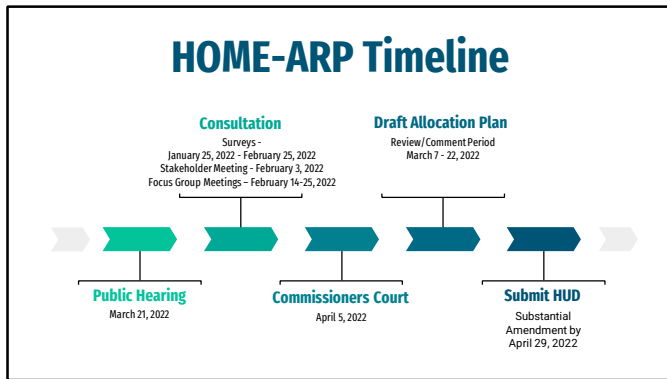 HOME-ARP Timeline
Consultation
Surveys -
January 25, 2022 - February 25, 2022
Stakeholder Meeting - February 3, 2022
Focus Group Meetings – February 14-25, 2022
Draft Allocation Plan
Review/Comment Period
March 7 - 22, 2022
Public Hearing
March 21, 2022
Commissioners Court
April 5, 2022
Submit HUD
Substantial
Amendment by
April 29, 2022